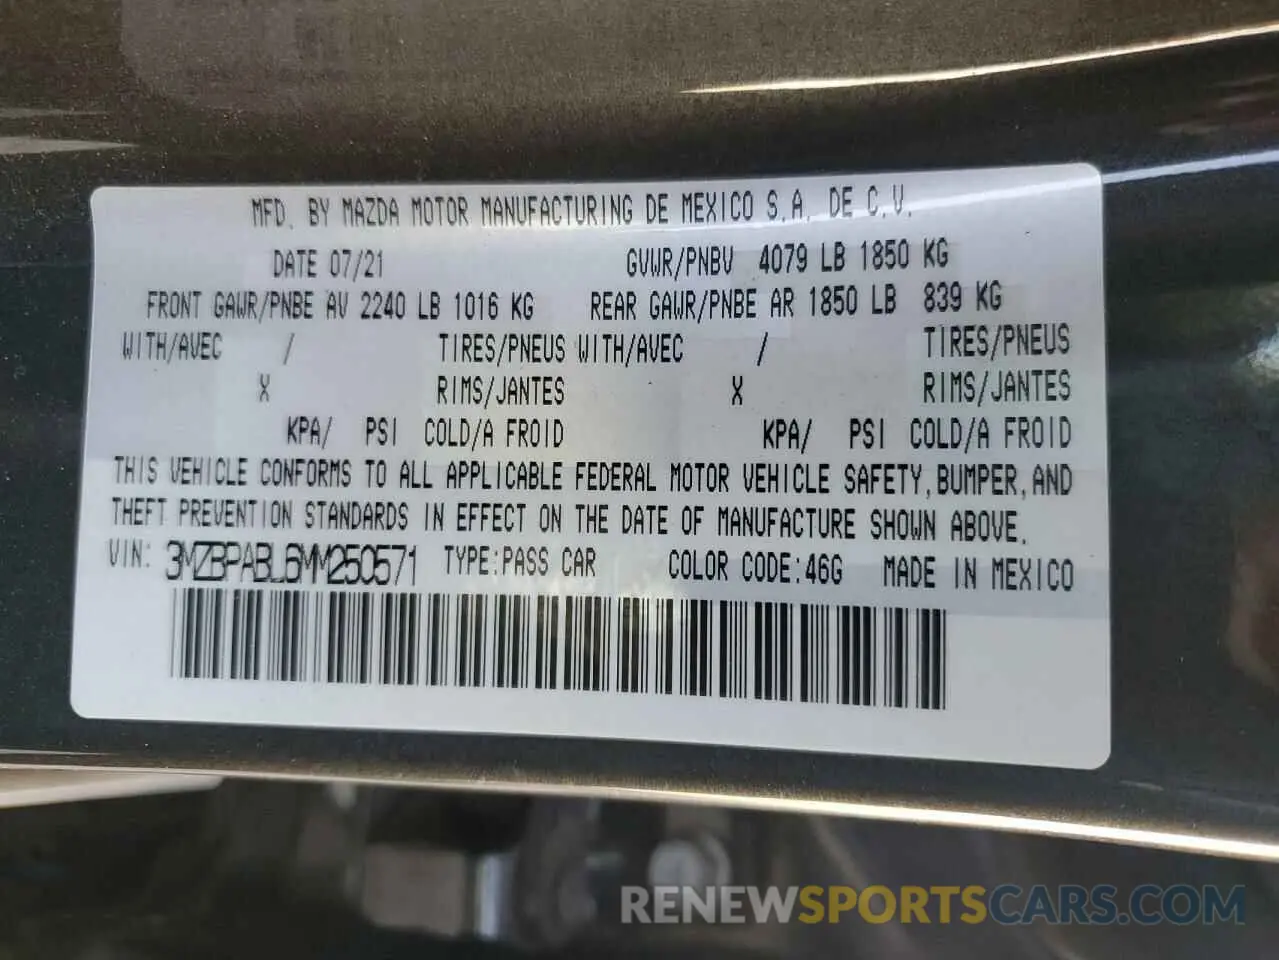 MFD. BY MAZDA MOTOR MANUFACTURING DE MEXICO S.A. DE C.V.
DATE 07/21 GVWR/PNBV 4079 LB 1850 KG
FRONT GAWR/PNBE AV 2240 LB 1016 KG REAR GAWR/PNBE AR 1850 LB 839 KG
WITH/AVEC / TIRES/PNEUS WITH/AVEC / TIRES/PNEUS
X RIMS/JANTES X RIMS/JANTES
KPA/ PSI COLD/A FROID KPA/ PSI COLD/A FROID
THIS VEHICLE CONFORMS TO ALL APPLICABLE FEDERAL MOTOR VEHICLE SAFETY, BUMPER, AND
THEFT PREVENTION STANDARDS IN EFFECT ON THE DATE OF MANUFACTURE SHOWN ABOVE.
VIN: 3MZBPABL6MM250571 TYPE: PASS CAR COLOR CODE: 46G MADE IN MEXICO
RENEWSPORTSCARS.COM